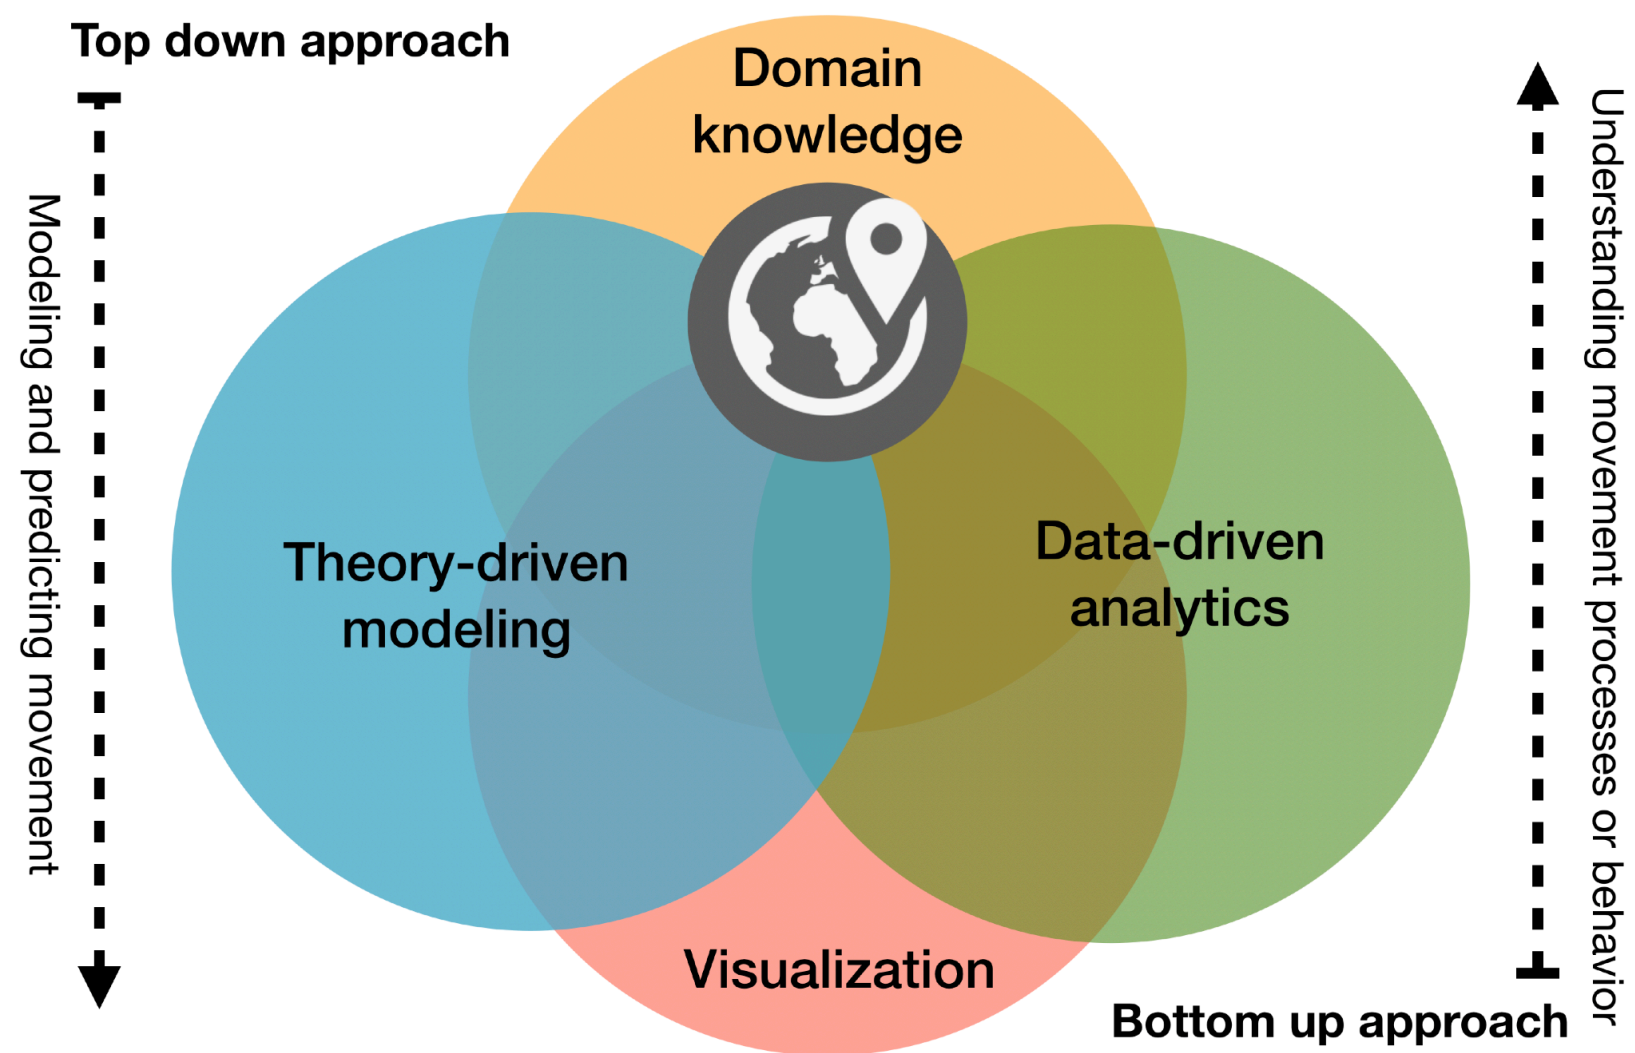 Top down approach
Domain
knowledge
Modeling and predicting movement
Understanding movement processes or behavior
Theory-driven
modeling
Data-driven
analytics
Visualization
Bottom up approach